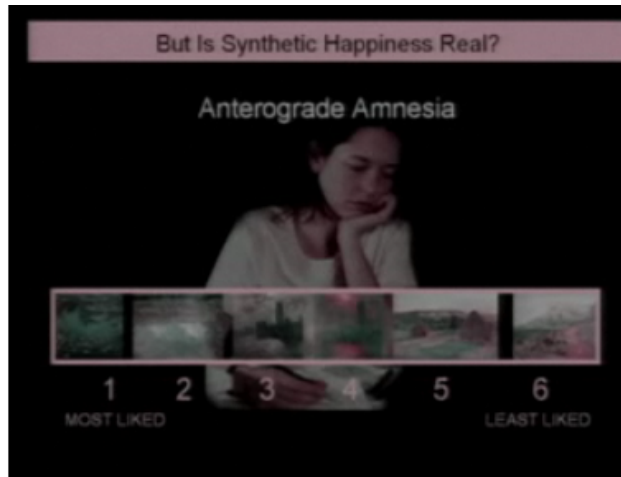 But Is Synthetic Happiness Real?
Anterograde Amnesia
1 2 3 4 5 6
MOST LIKED LEAST LIKED